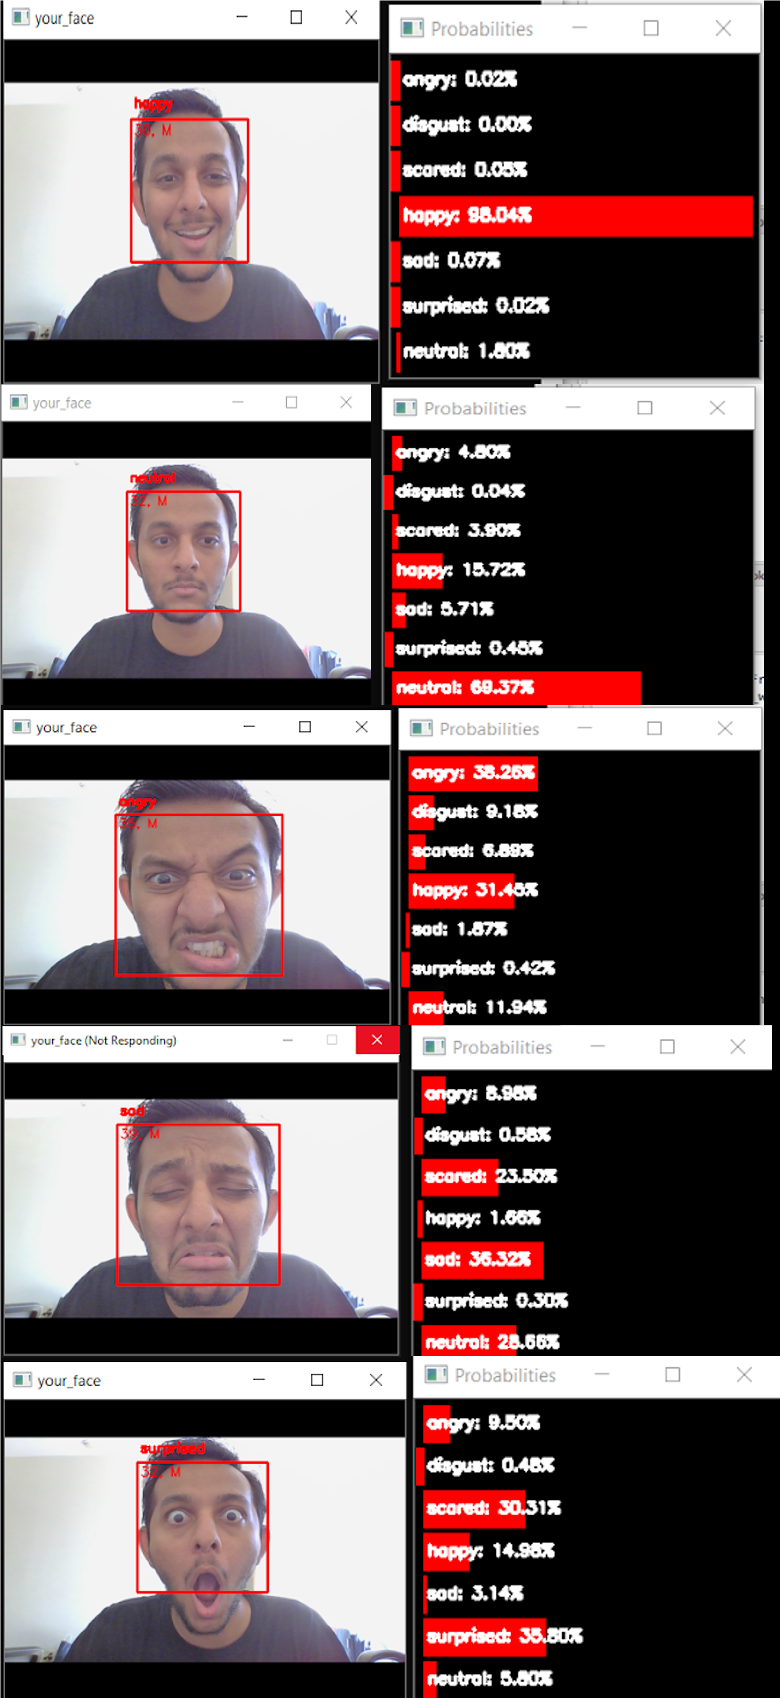 your_face
Probabilities
happy
M
angry: 0.02%
disgust: 0.00%
scared: 0.05%
happy: 98.04%
sad: 0.07%
surprised: 0.02%
neutral: 1.80%
your_face
Probabilities
neutral
32, M
angry: 4.80%
disgust: 0.04%
scared: 3.90%
happy: 15.72%
sad: 5.71%
surprised: 0.45%
neutral: 69.37%
your_face
Probabilities
angry
M
angry: 38.26%
disgust: 9.18%
scared: 6.89%
happy: 31.45%
sad: 1.87%
surprised: 0.42%
neutral: 11.94%
your_face (Not Responding)
Probabilities
sad
M
angry: 8.98%
disgust: 0.58%
scared: 23.50%
happy: 1.66%
sad: 36.32%
surprised: 0.30%
neutral: 28.66%
your_face
Probabilities
surprised
M
angry: 9.50%
disgust: 0.48%
scared: 30.31%
happy: 14.98%
sad: 3.14%
surprised: 35.80%
neutral: 5.80%